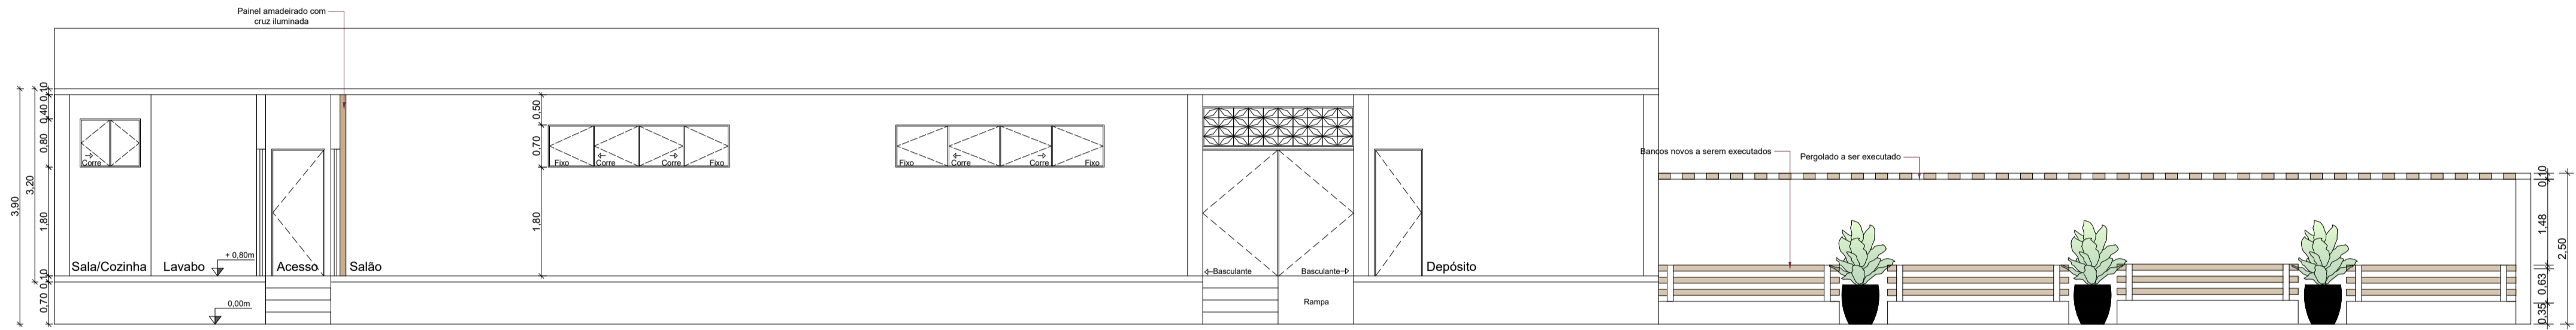 Painel amadeirado com
cruz iluminada
3,90
3,20
0,10
0,40
0,80
1,80
0,10
0,70
Corre
Sala/Cozinha
Lavabo
+ 0,80m
0,00m
Acesso
Salão
0.50
0.70
1,80
Fixo
Corre
Corre
Fixo
Fixo
Corre
Corre
Fixo
Basculante
Basculante
Rampa
Depósito
Bancos novos a serem executados
Pergolado a ser executado
0,10
1,48
0,63
0,35
2,50